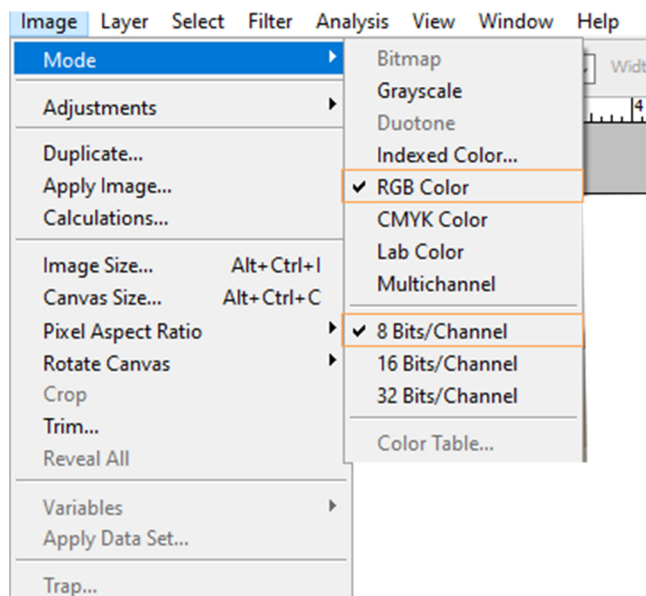 Image Layer Select Filter Analysis View Window Help
Mode
Adjustments
Duplicate...
Apply Image...
Calculations...
Image Size... Alt+Ctrl+I
Canvas Size... Alt+Ctrl+C
Pixel Aspect Ratio
Rotate Canvas
Crop
Trim...
Reveal All
Variables
Apply Data Set...
Trap...
Bitmap
Grayscale
Duotone
Indexed Color...
RGB Color
CMYK Color
Lab Color
Multichannel
8 Bits/Channel
16 Bits/Channel
32 Bits/Channel
Color Table...
4